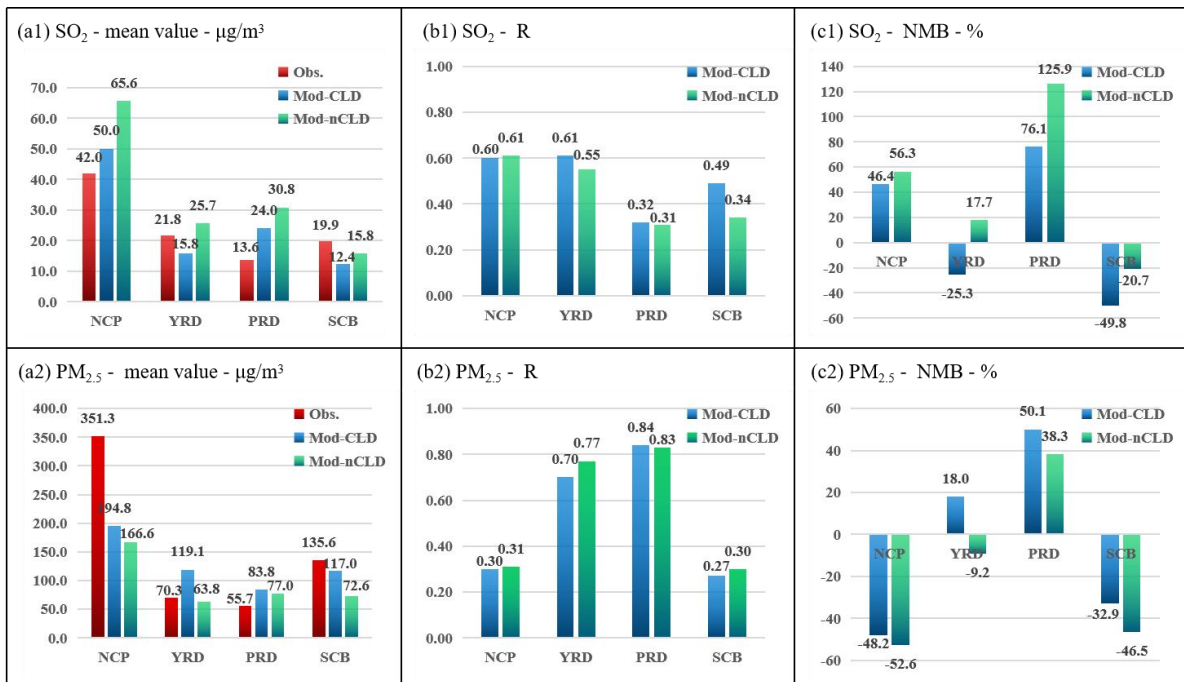 (a1) SO₂ - mean value - μg/m³
Obs.
Mod-CLD
Mod-nCLD
70.0
60.0
50.0
40.0
30.0
20.0
10.0
0.0
42.0 50.0 65.6
21.8 15.8 25.7
13.6 24.0 30.8
19.9 12.4 15.8
NCP YRD PRD SCB
(b1) SO₂ - R
Mod-CLD
Mod-nCLD
1.00
0.80
0.60
0.40
0.20
0.00
0.60 0.61
0.61 0.55
0.32 0.31
0.49 0.34
NCP YRD PRD SCB
(c1) SO₂ - NMB - %
Mod-CLD
Mod-nCLD
140
120
100
80
60
40
20
0
-20
-40
-60
46.4 56.3
-25.3 17.7
76.1 125.9
-49.8 -20.7
NCP YRD PRD SCB
(a2) PM₂.₅ - mean value - μg/m³
Obs.
Mod-CLD
Mod-nCLD
400.0
350.0
300.0
250.0
200.0
150.0
100.0
50.0
0.0
351.3 194.8 166.6
70.3 119.1 63.8
55.7 83.8 77.0
135.6 117.0 72.6
NCP YRD PRD SCB
(b2) PM₂.₅ - R
Mod-CLD
Mod-nCLD
1.00
0.80
0.60
0.40
0.20
0.00
0.30 0.31
0.70 0.77
0.84 0.83
0.27 0.30
NCP YRD PRD SCB
(c2) PM₂.₅ - NMB - %
Mod-CLD
Mod-nCLD
60
40
20
0
-20
-40
-60
-48.2 -52.6
18.0 -9.2
50.1 38.3
-32.9 -46.5
NCP YRD PRD SCB